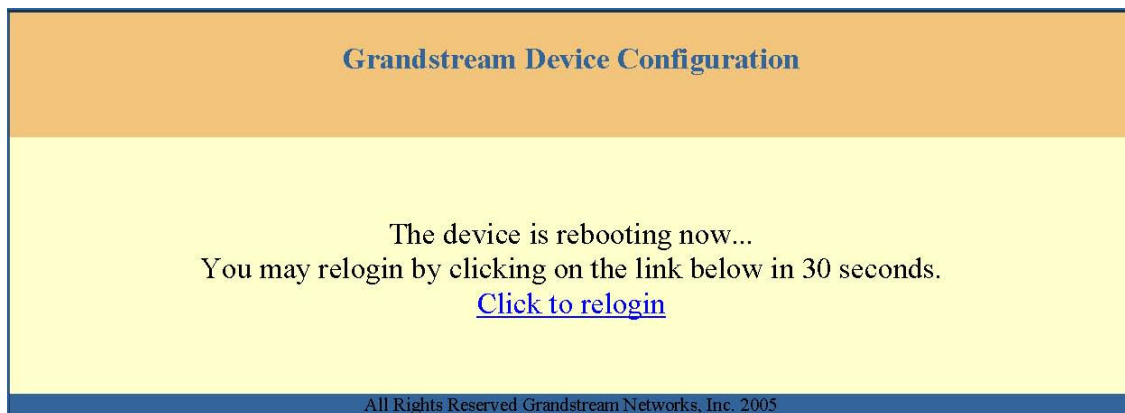 Grandstream Device Configuration
The device is rebooting now...
You may relogin by clicking on the link below in 30 seconds.
Click to relogin
All Rights Reserved Grandstream Networks, Inc. 2005